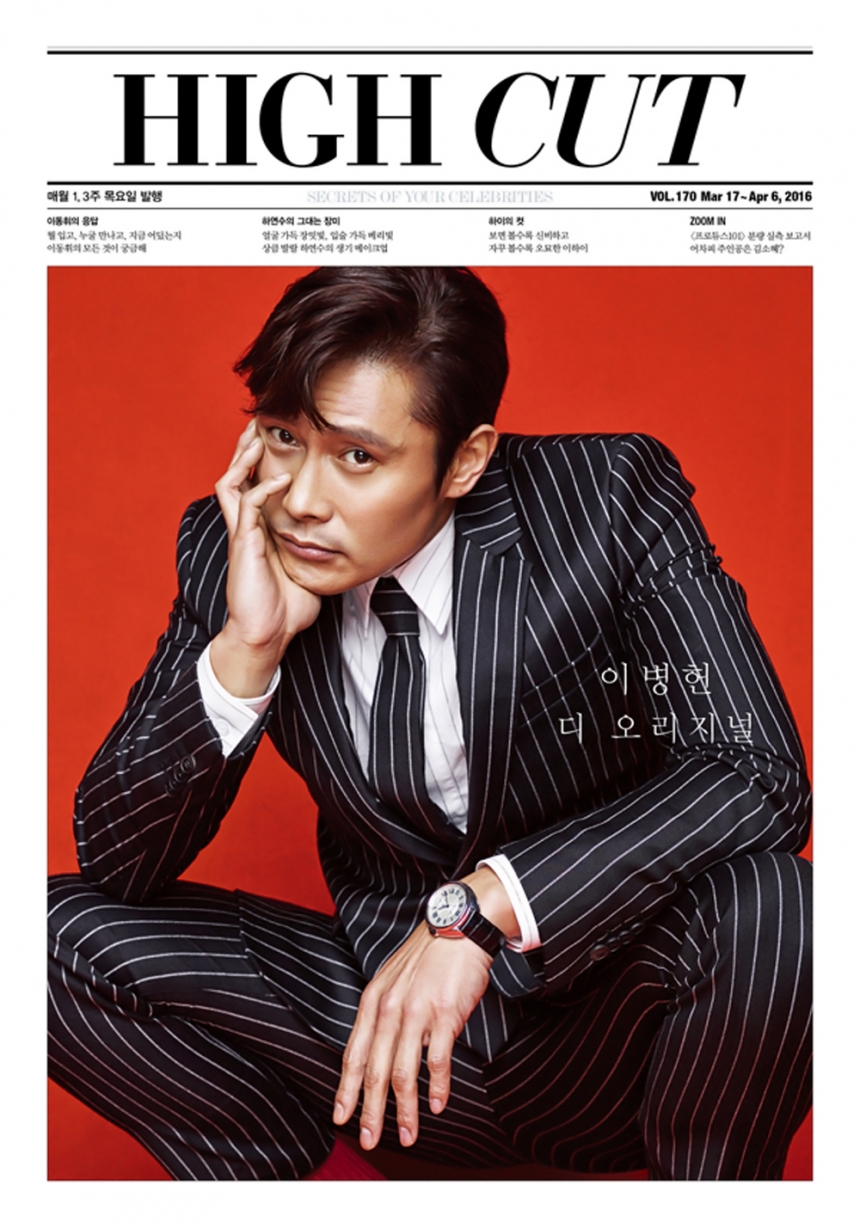 HIGH CUT
매월 1, 3주 목요일 발행
SECRETS OF YOUR CELEBRITIES
VOL.170 Mar 17~Apr 6, 2016
이동휘의 응답
뭘 입고, 누굴 만나고, 지금 어딨는지
이동휘의 모든 것이 궁금해
하연수의 그대는 장미
얼굴 가득 장밋빛, 입술 가득 베리빛
상큼 발랄 하연수의 생기 메이크업
하이의 컷
보면 볼수록 신비하고
자꾸 볼수록 오묘한 이하이
ZOOM IN
<프로듀스101> 분량 실측 보고서
어차피 주인공은 김소혜?
이병헌
디 오리지널